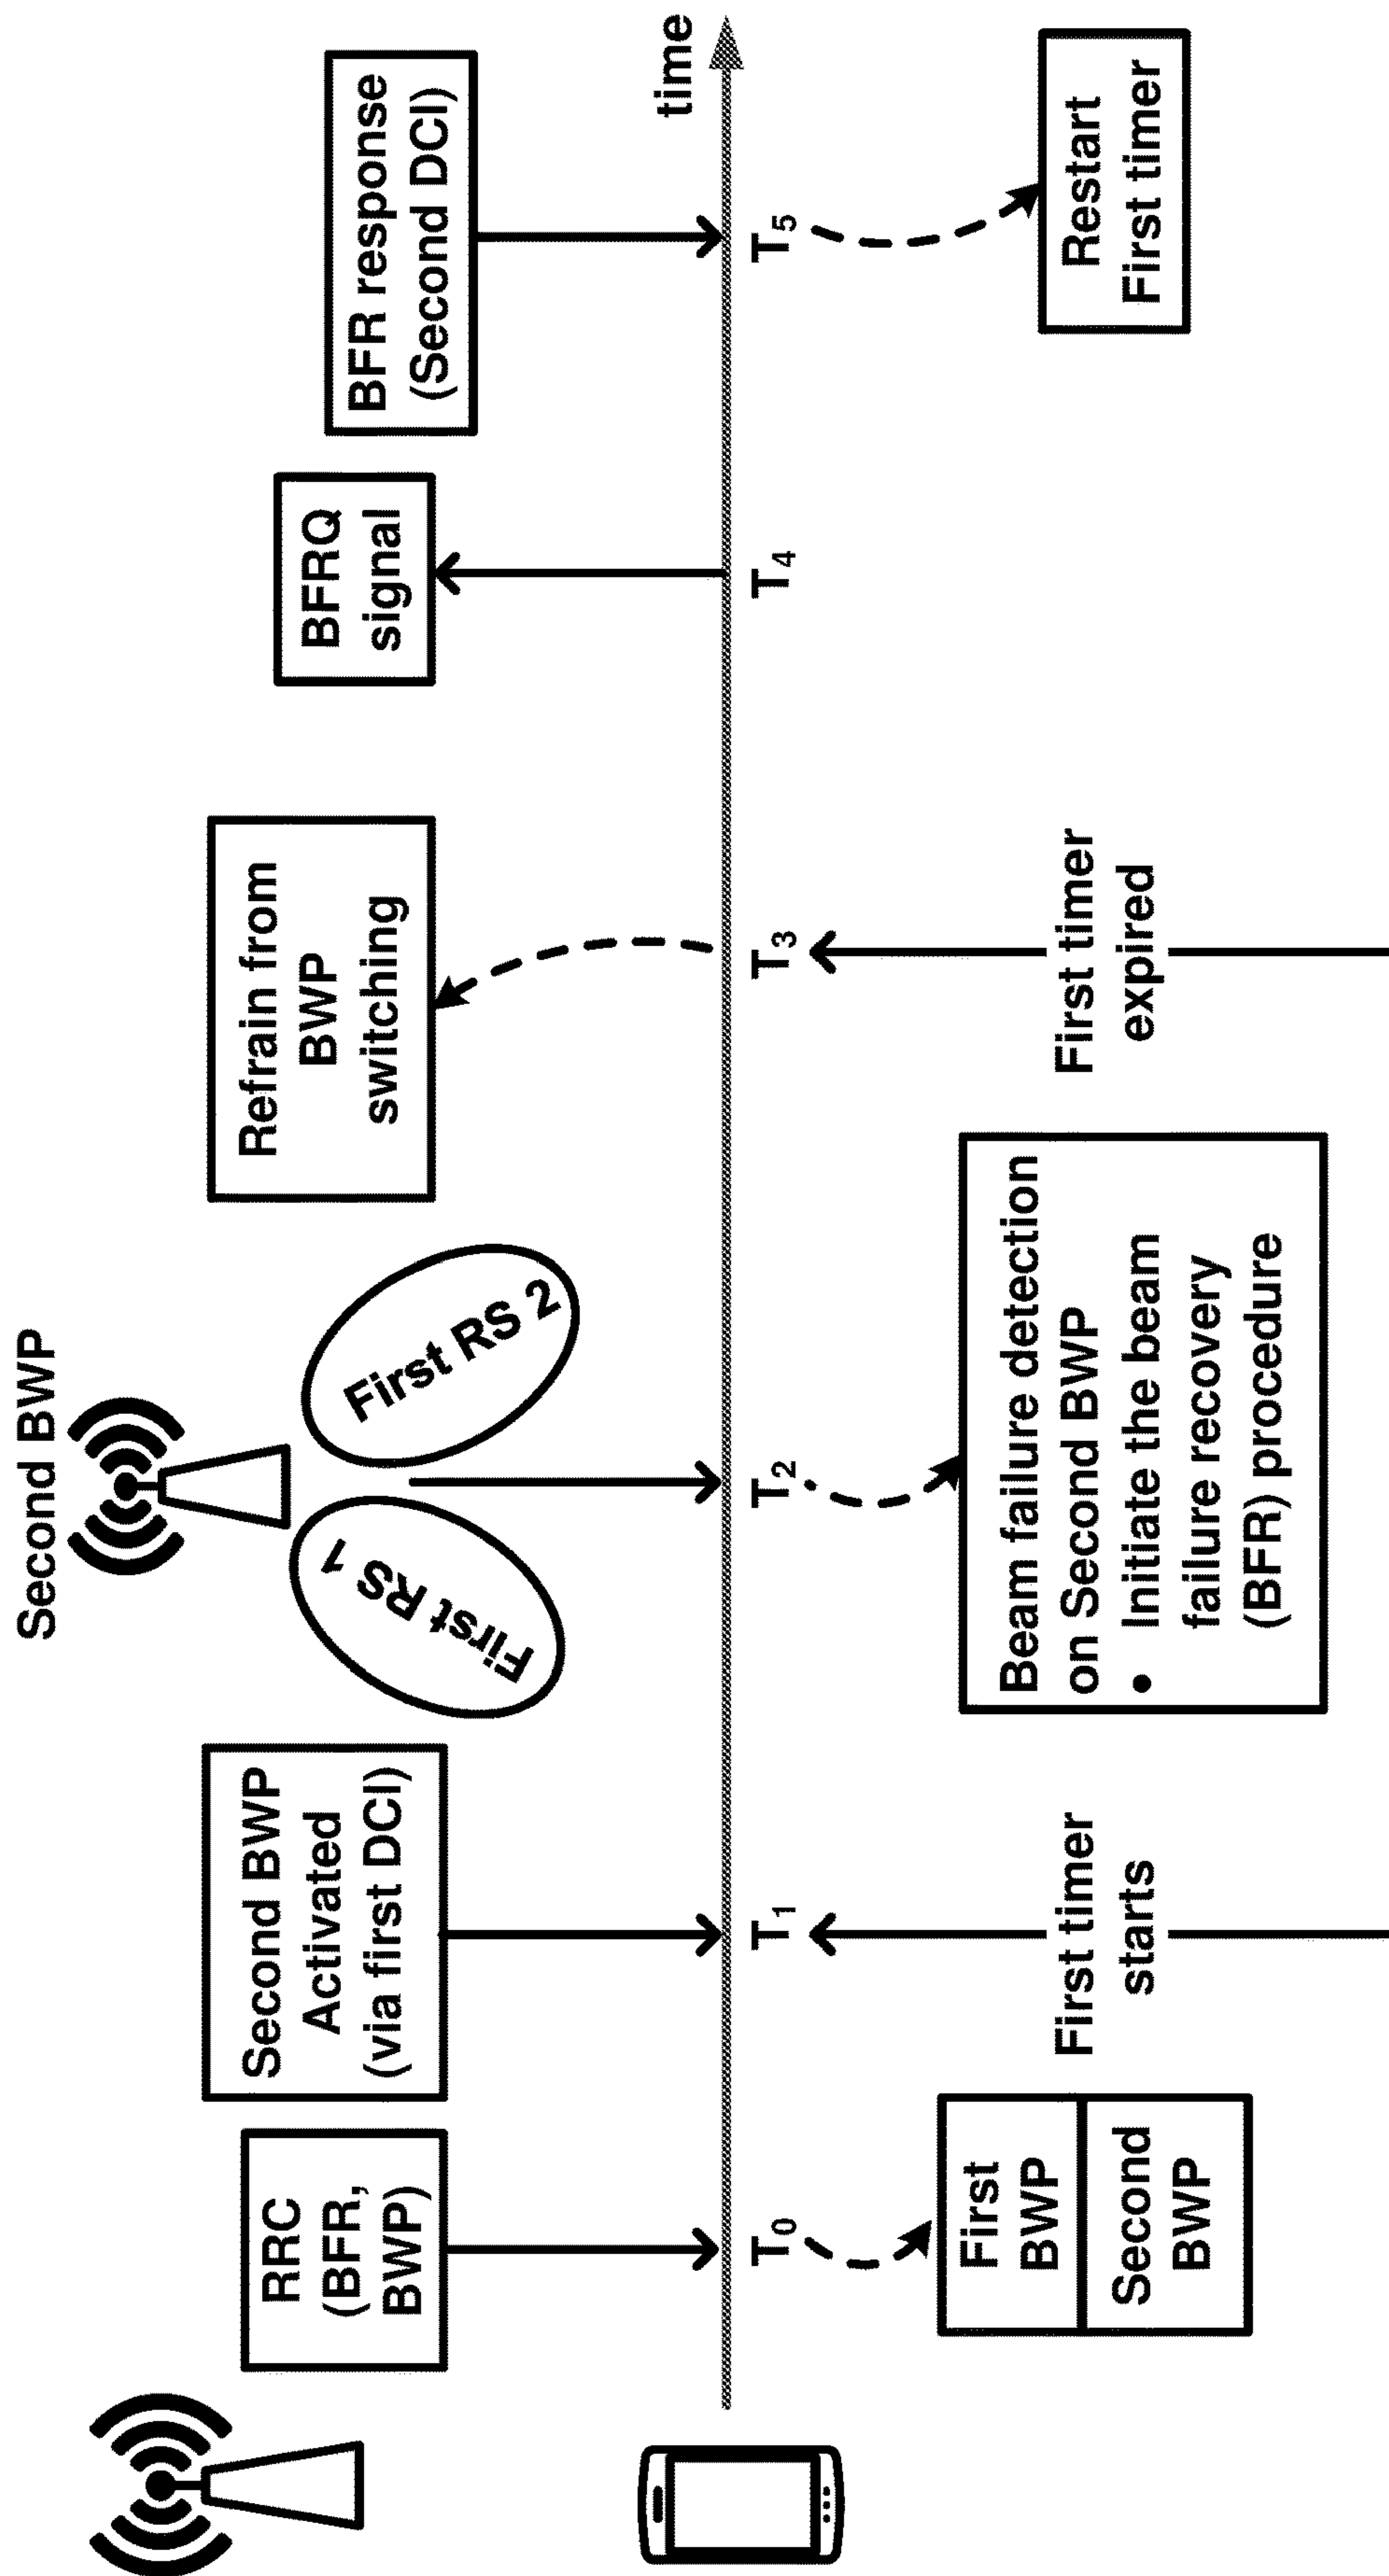 Second BWP
RRC
(BFR,
BWP)
Second BWP
Activated
(via first DCI)
First RS 1
First RS 2
Refrain from
BWP
switching
BFRQ
signal
BFR response
(Second DCI)
time
T0
T1
T2
T3
T4
T5
First
BWP
Second
BWP
First timer
starts
Beam failure detection
on Second BWP
• Initiate the beam
failure recovery
(BFR) procedure
First timer
expired
Restart
First timer